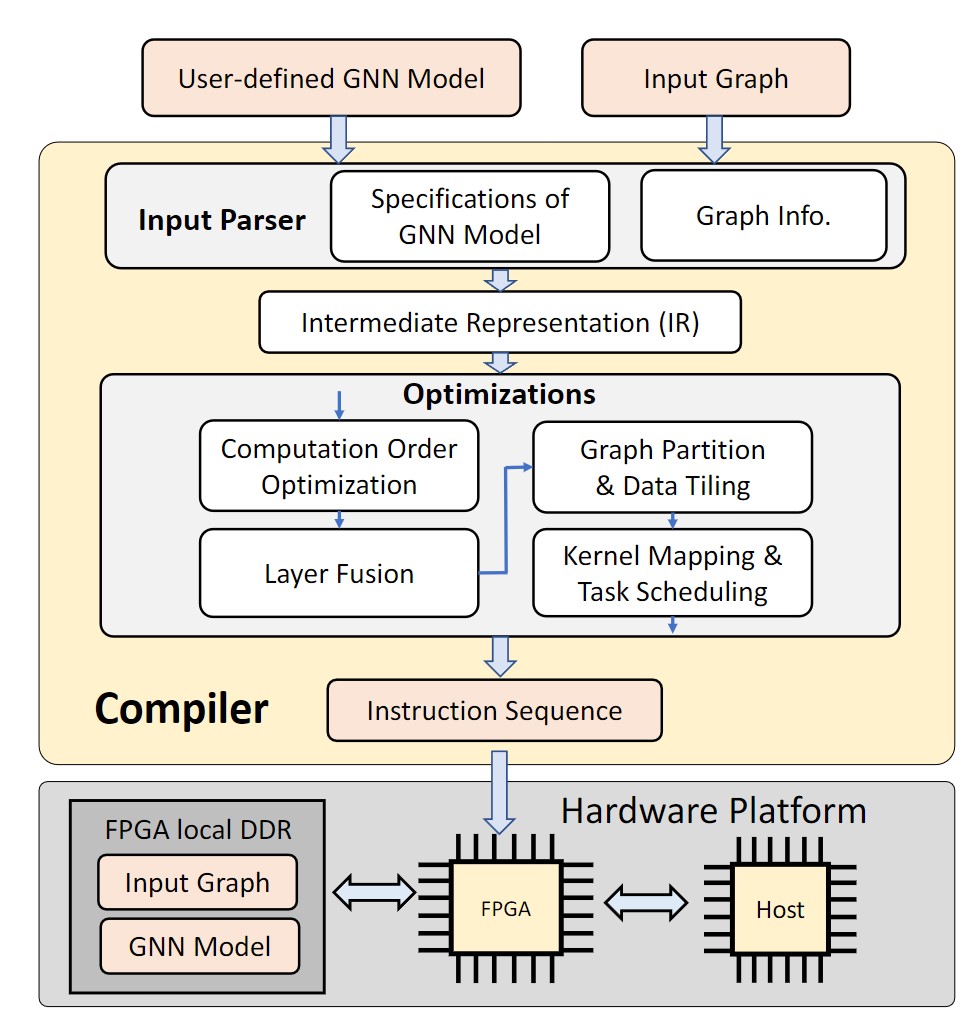 User-defined GNN Model
Input Graph
Input Parser
Specifications of
GNN Model
Graph Info.
Intermediate Representation (IR)
Optimizations
Computation Order
Optimization
Layer Fusion
Graph Partition
& Data Tiling
Kernel Mapping &
Task Scheduling
Compiler
Instruction Sequence
Hardware Platform
FPGA local DDR
Input Graph
GNN Model
FPGA
Host